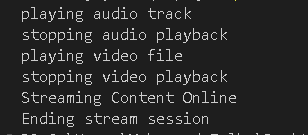 playing audio track
stopping audio playback
playing video file
stopping video playback
Streaming Content Online
Ending stream session